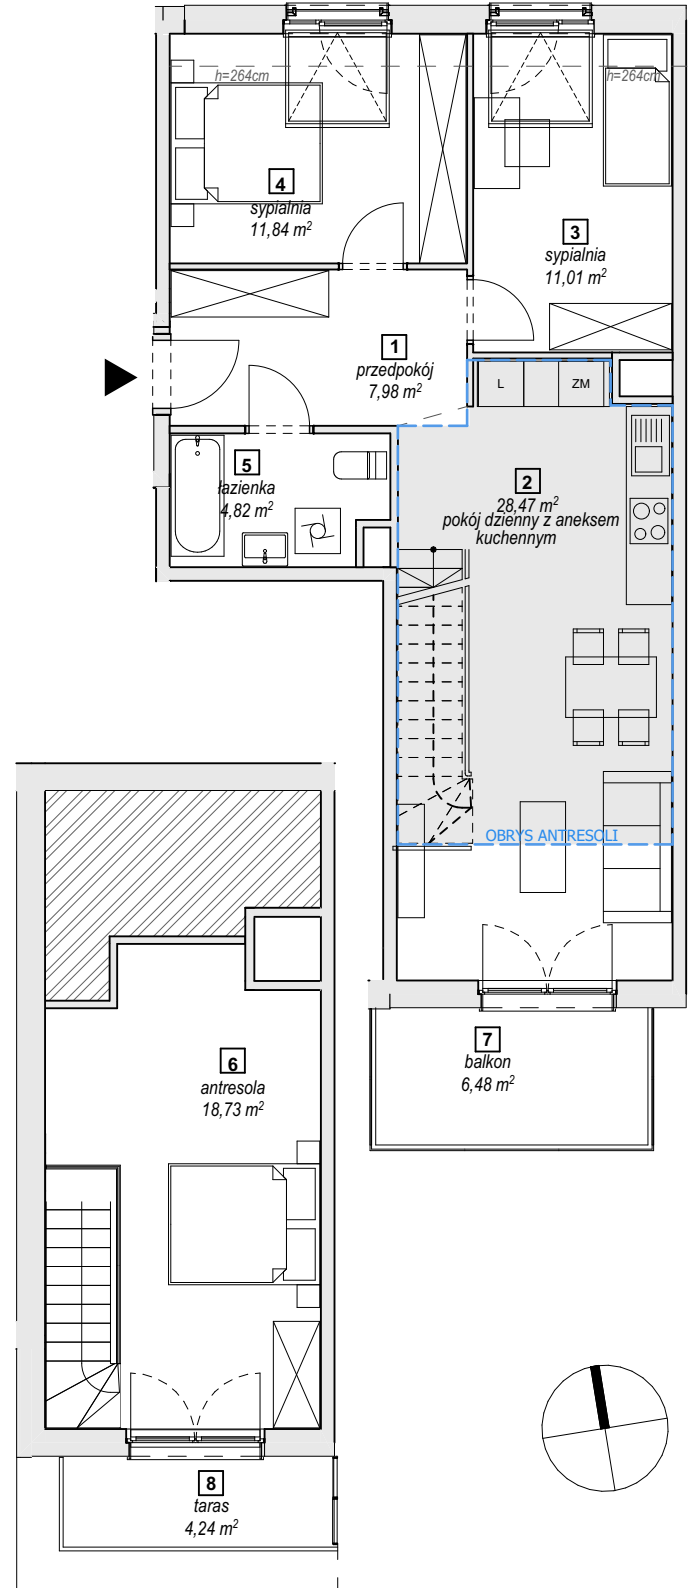 h=264cm
h=264cm
4
sypialnia
11,84 m²
3
sypialnia
11,01 m²
1
przedpokój
7,98 m²
L
ZM
5
łazienka
4,82 m²
2
28,47 m²
pokój dzienny z aneksem
kuchennym
OBRYS ANTRESOLI
6
antresola
18,73 m²
7
balkon
6,48 m²
8
taras
4,24 m²